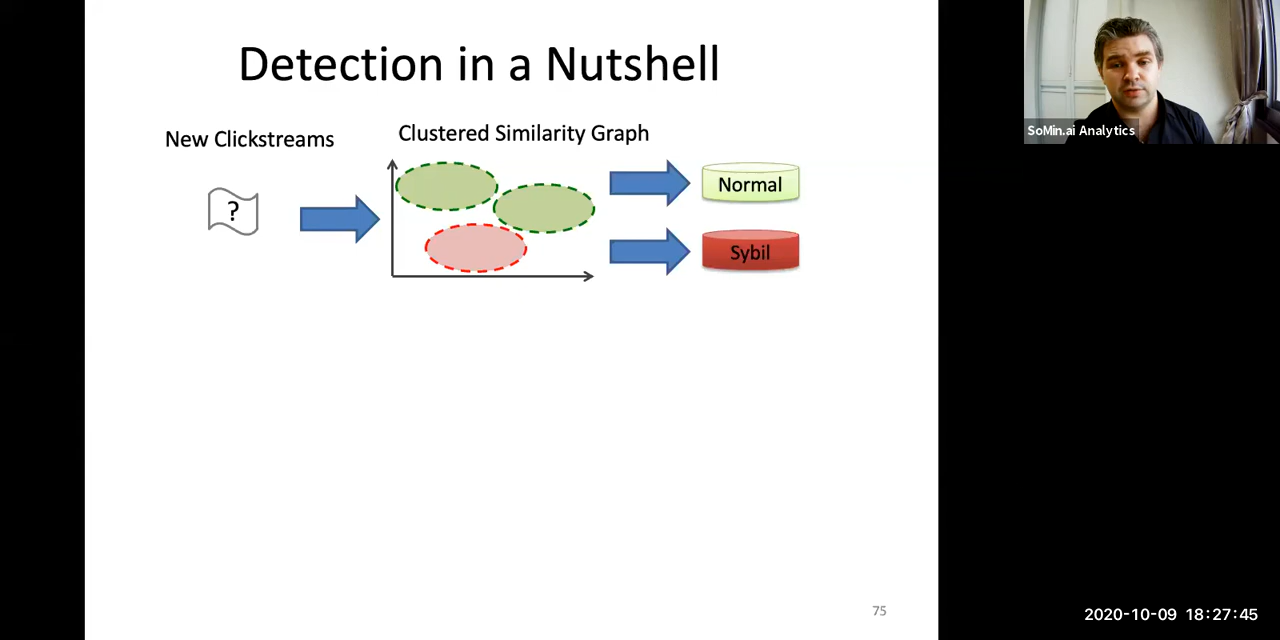 Detection in a Nutshell
New Clickstreams
Clustered Similarity Graph
?
Normal
Sybil
75
SoMin.ai Analytics
2020-10-09 18:27:45